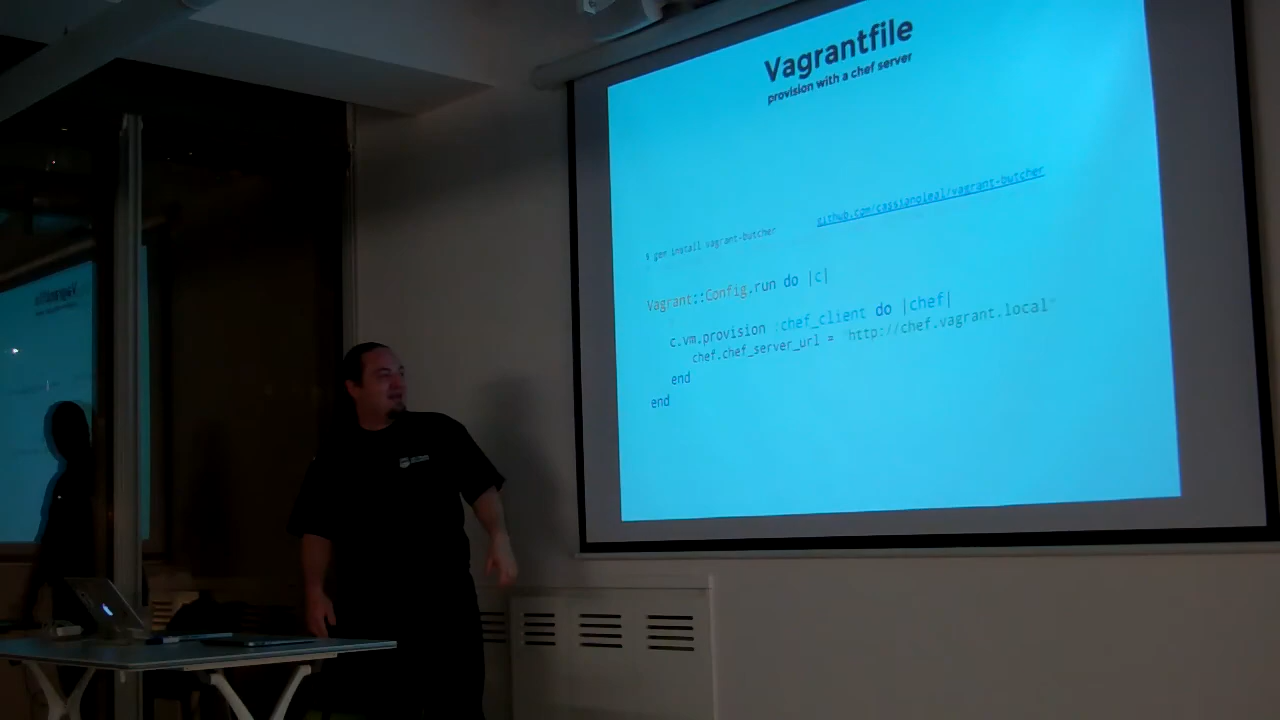 Vagrantfile
provision with a chef server
github.com/cassianoleal/vagrant-butcher
$ gem install vagrant-butcher
Vagrant::Config.run do |c|
c.vm.provision :chef_client do |chef|
chef.chef_server_url = "http://chef.vagrant.local"
end
end